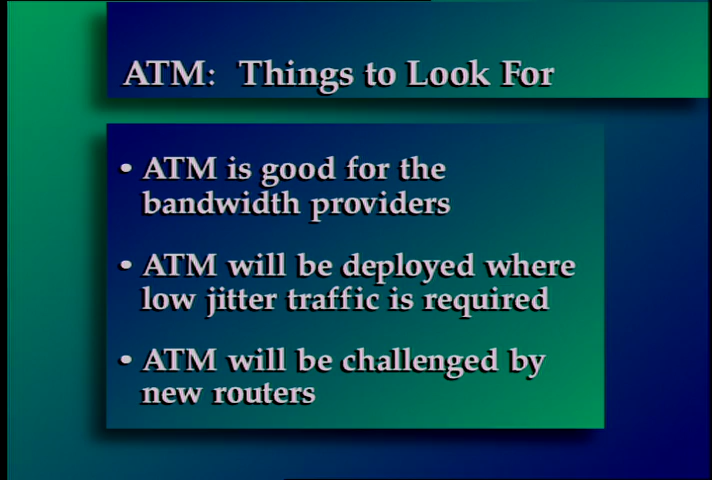 ATM: Things to Look For
• ATM is good for the
bandwidth providers
• ATM will be deployed where
low jitter traffic is required
• ATM will be challenged by
new routers